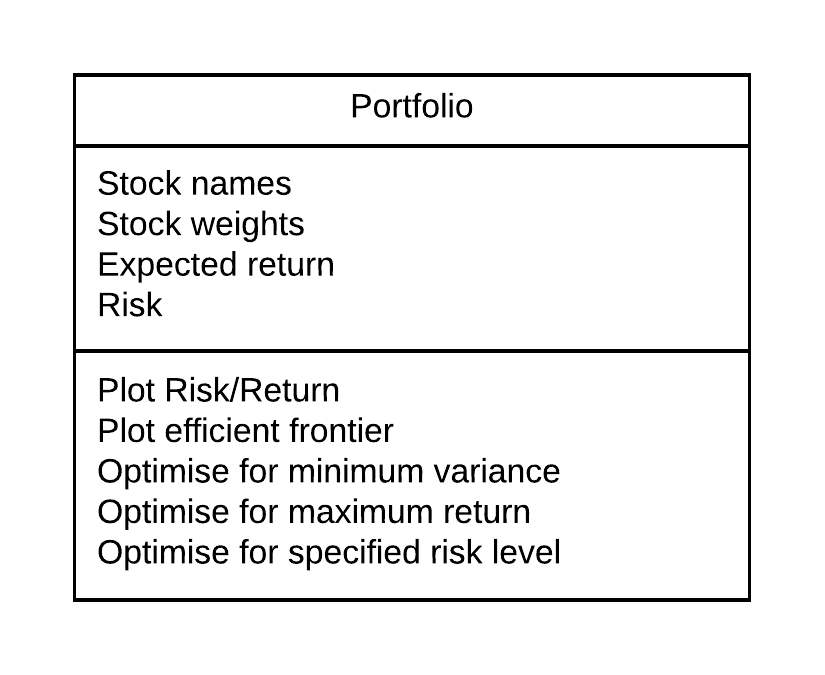 Portfolio
Stock names
Stock weights
Expected return
Risk
Plot Risk/Return
Plot efficient frontier
Optimise for minimum variance
Optimise for maximum return
Optimise for specified risk level